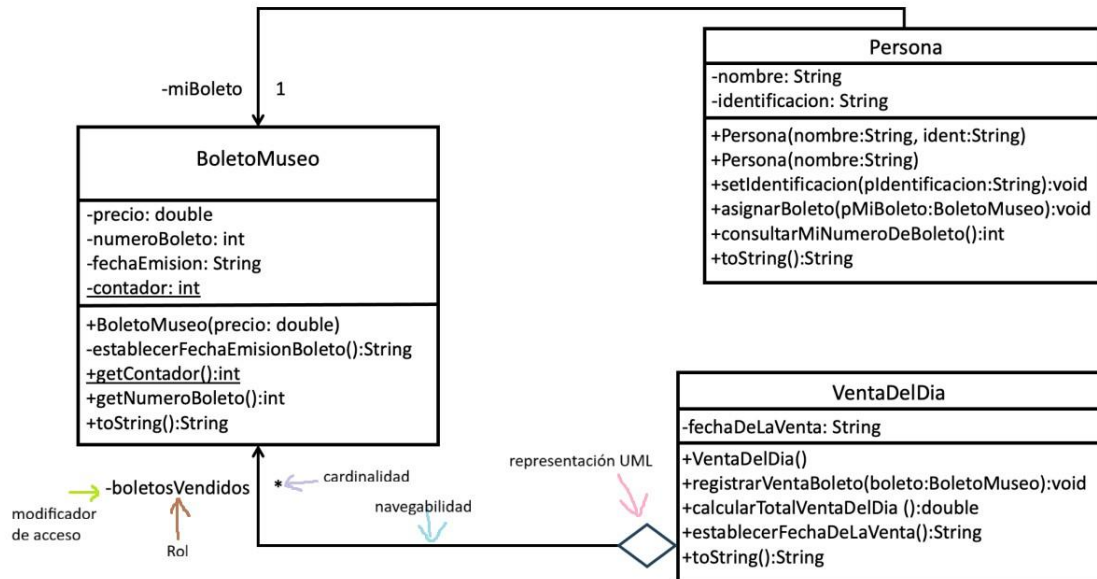 Persona
-nombre: String
-identificacion: String
+Persona(nombre:String, ident:String)
+Persona(nombre:String)
+setIdentificacion(pIdentificacion:String):void
+asignarBoleto(pMiBoleto:BoletoMuseo):void
+consultarMiNumeroDeBoleto():int
+toString():String
-miBoleto 1
BoletoMuseo
-precio: double
-numeroBoleto: int
-fechaEmision: String
-contador: int
+BoletoMuseo(precio: double)
-establecerFechaEmisionBoleto():String
+getContador():int
+getNumeroBoleto():int
+toString():String
VentaDelDia
-fechaDeLaVenta: String
+VentaDelDia()
+registrarVentaBoleto(boleto:BoletoMuseo):void
+calcularTotalVentaDelDia ():double
+establecerFechaDeLaVenta():String
+toString():String
representación UML
cardinalidad
-boletosVendidos *
navegabilidad
modificador
de acceso
Rol